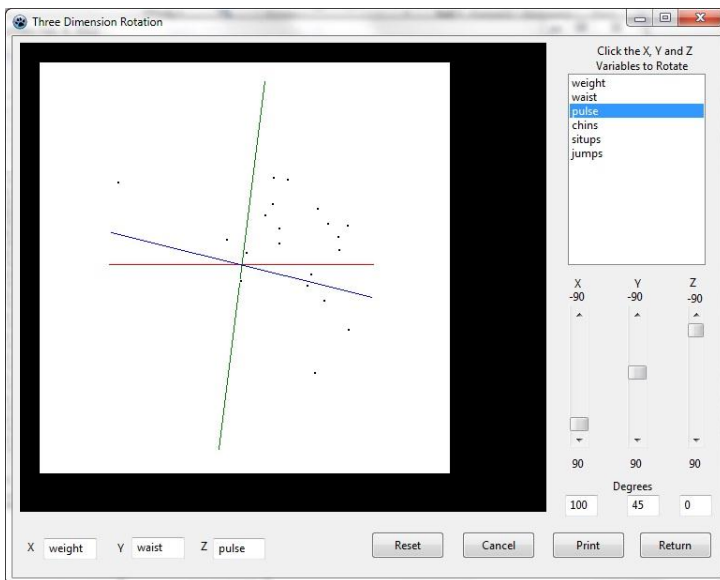 Three Dimension Rotation
Click the X, Y and Z
Variables to Rotate
weight
waist
pulse
chins
situps
jumps
X Y Z
-90 -90 -90
90 90 90
Degrees
100 45 0
X weight Y waist Z pulse Reset Cancel Print Return